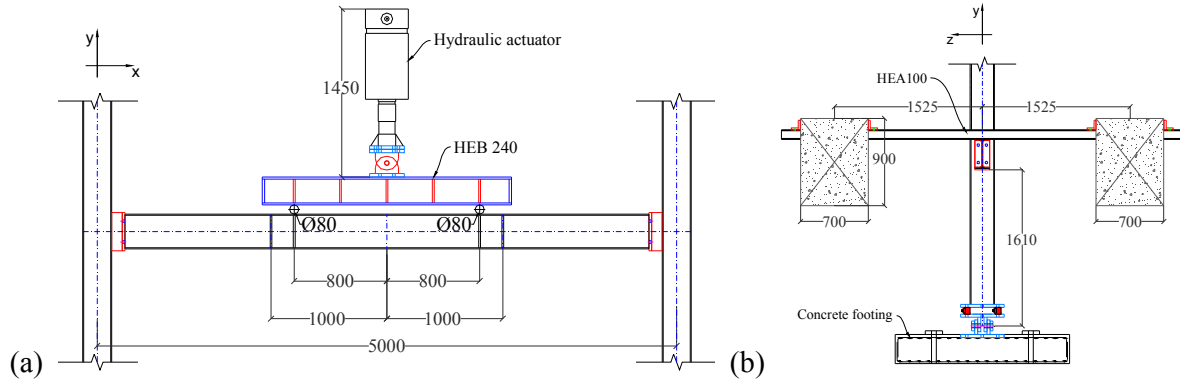 y
x
Hydraulic actuator
1450
HEB 240
Ø80
Ø80
800
800
1000
1000
5000
(a)
y
z
HEA100
1525
1525
900
700
700
1610
Concrete footing
(b)